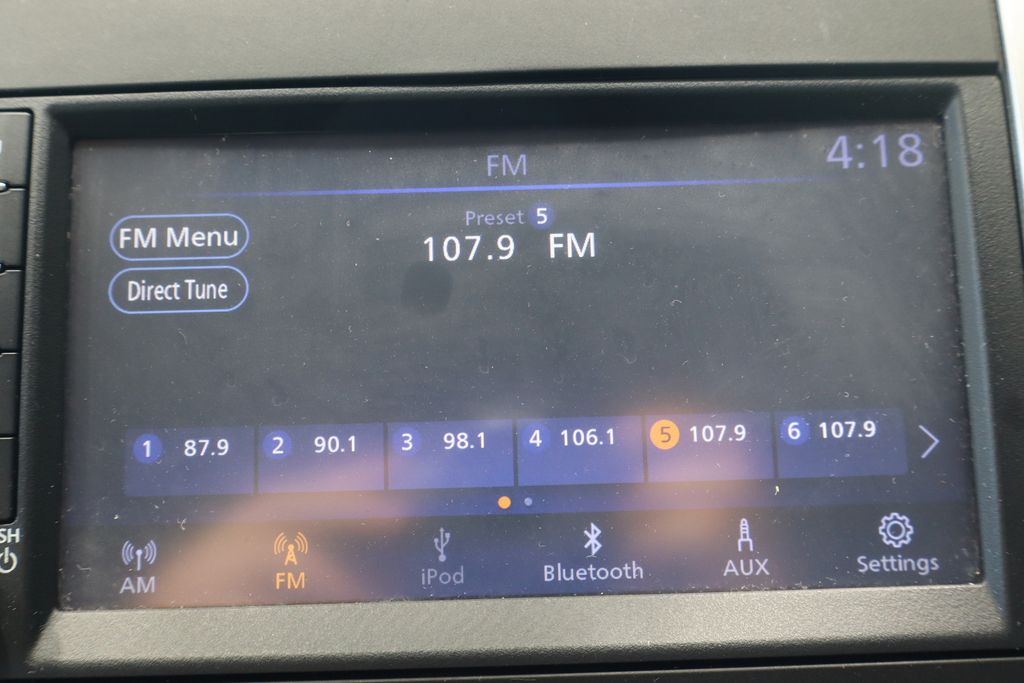 FM
4:18
Preset 5
107.9 FM
FM Menu
Direct Tune
1 87.9
2 90.1
3 98.1
4 106.1
5 107.9
6 107.9
AM
FM
iPod
Bluetooth
AUX
Settings
SH